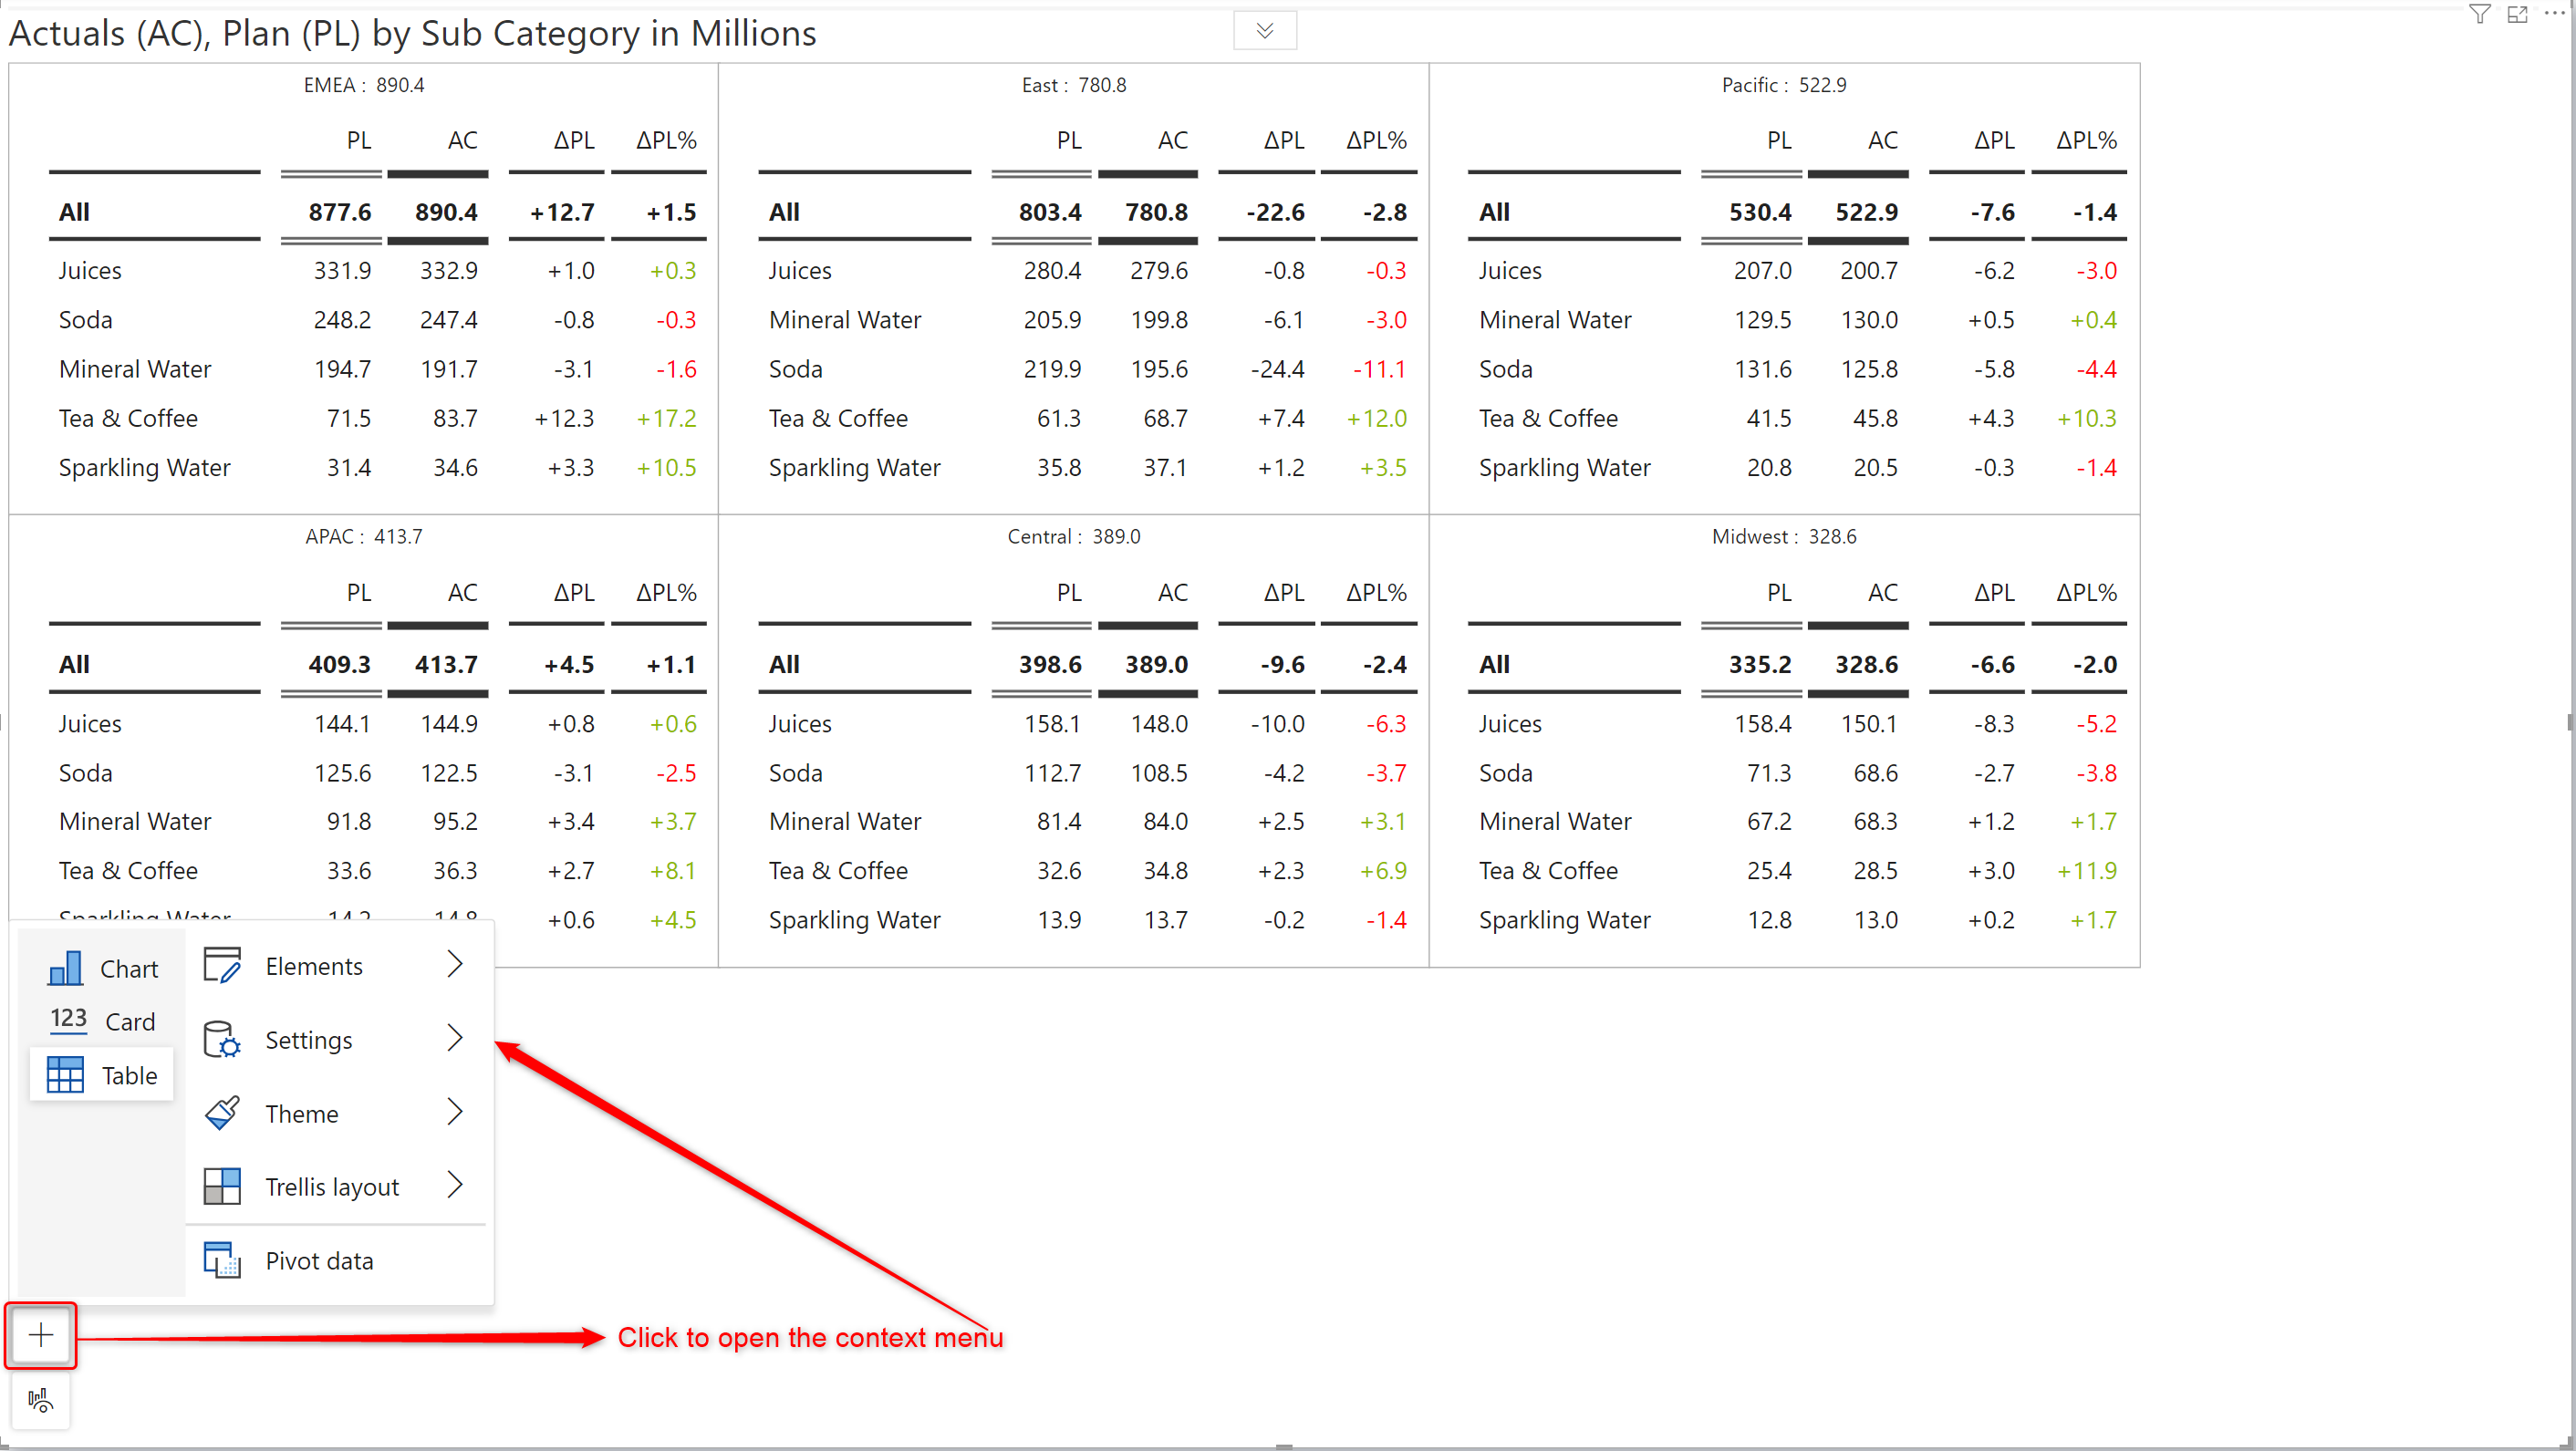 Actuals (AC), Plan (PL) by Sub Category in Millions
EMEA : 890.4
PL AC ΔPL ΔPL%
All 877.6 890.4 +12.7 +1.5
Juices 331.9 332.9 +1.0 +0.3
Soda 248.2 247.4 -0.8 -0.3
Mineral Water 194.7 191.7 -3.1 -1.6
Tea & Coffee 71.5 83.7 +12.3 +17.2
Sparkling Water 31.4 34.6 +3.3 +10.5
East : 780.8
PL AC ΔPL ΔPL%
All 803.4 780.8 -22.6 -2.8
Juices 280.4 279.6 -0.8 -0.3
Mineral Water 205.9 199.8 -6.1 -3.0
Soda 219.9 195.6 -24.4 -11.1
Tea & Coffee 61.3 68.7 +7.4 +12.0
Sparkling Water 35.8 37.1 +1.2 +3.5
Pacific : 522.9
PL AC ΔPL ΔPL%
All 530.4 522.9 -7.6 -1.4
Juices 207.0 200.7 -6.2 -3.0
Mineral Water 129.5 130.0 +0.5 +0.4
Soda 131.6 125.8 -5.8 -4.4
Tea & Coffee 41.5 45.8 +4.3 +10.3
Sparkling Water 20.8 20.5 -0.3 -1.4
APAC : 413.7
PL AC ΔPL ΔPL%
All 409.3 413.7 +4.5 +1.1
Juices 144.1 144.9 +0.8 +0.6
Soda 125.6 122.5 -3.1 -2.5
Mineral Water 91.8 95.2 +3.4 +3.7
Tea & Coffee 33.6 36.3 +2.7 +8.1
Sparkling Water 14.2 14.8 +0.6 +4.5
Central : 389.0
PL AC ΔPL ΔPL%
All 398.6 389.0 -9.6 -2.4
Juices 158.1 148.0 -10.0 -6.3
Soda 112.7 108.5 -4.2 -3.7
Mineral Water 81.4 84.0 +2.5 +3.1
Tea & Coffee 32.6 34.8 +2.3 +6.9
Sparkling Water 13.9 13.7 -0.2 -1.4
Midwest : 328.6
PL AC ΔPL ΔPL%
All 335.2 328.6 -6.6 -2.0
Juices 158.4 150.1 -8.3 -5.2
Soda 71.3 68.6 -2.7 -3.8
Mineral Water 67.2 68.3 +1.2 +1.7
Tea & Coffee 25.4 28.5 +3.0 +11.9
Sparkling Water 12.8 13.0 +0.2 +1.7
Chart
123 Card
Table
Elements
Settings
Theme
Trellis layout
Pivot data
Click to open the context menu